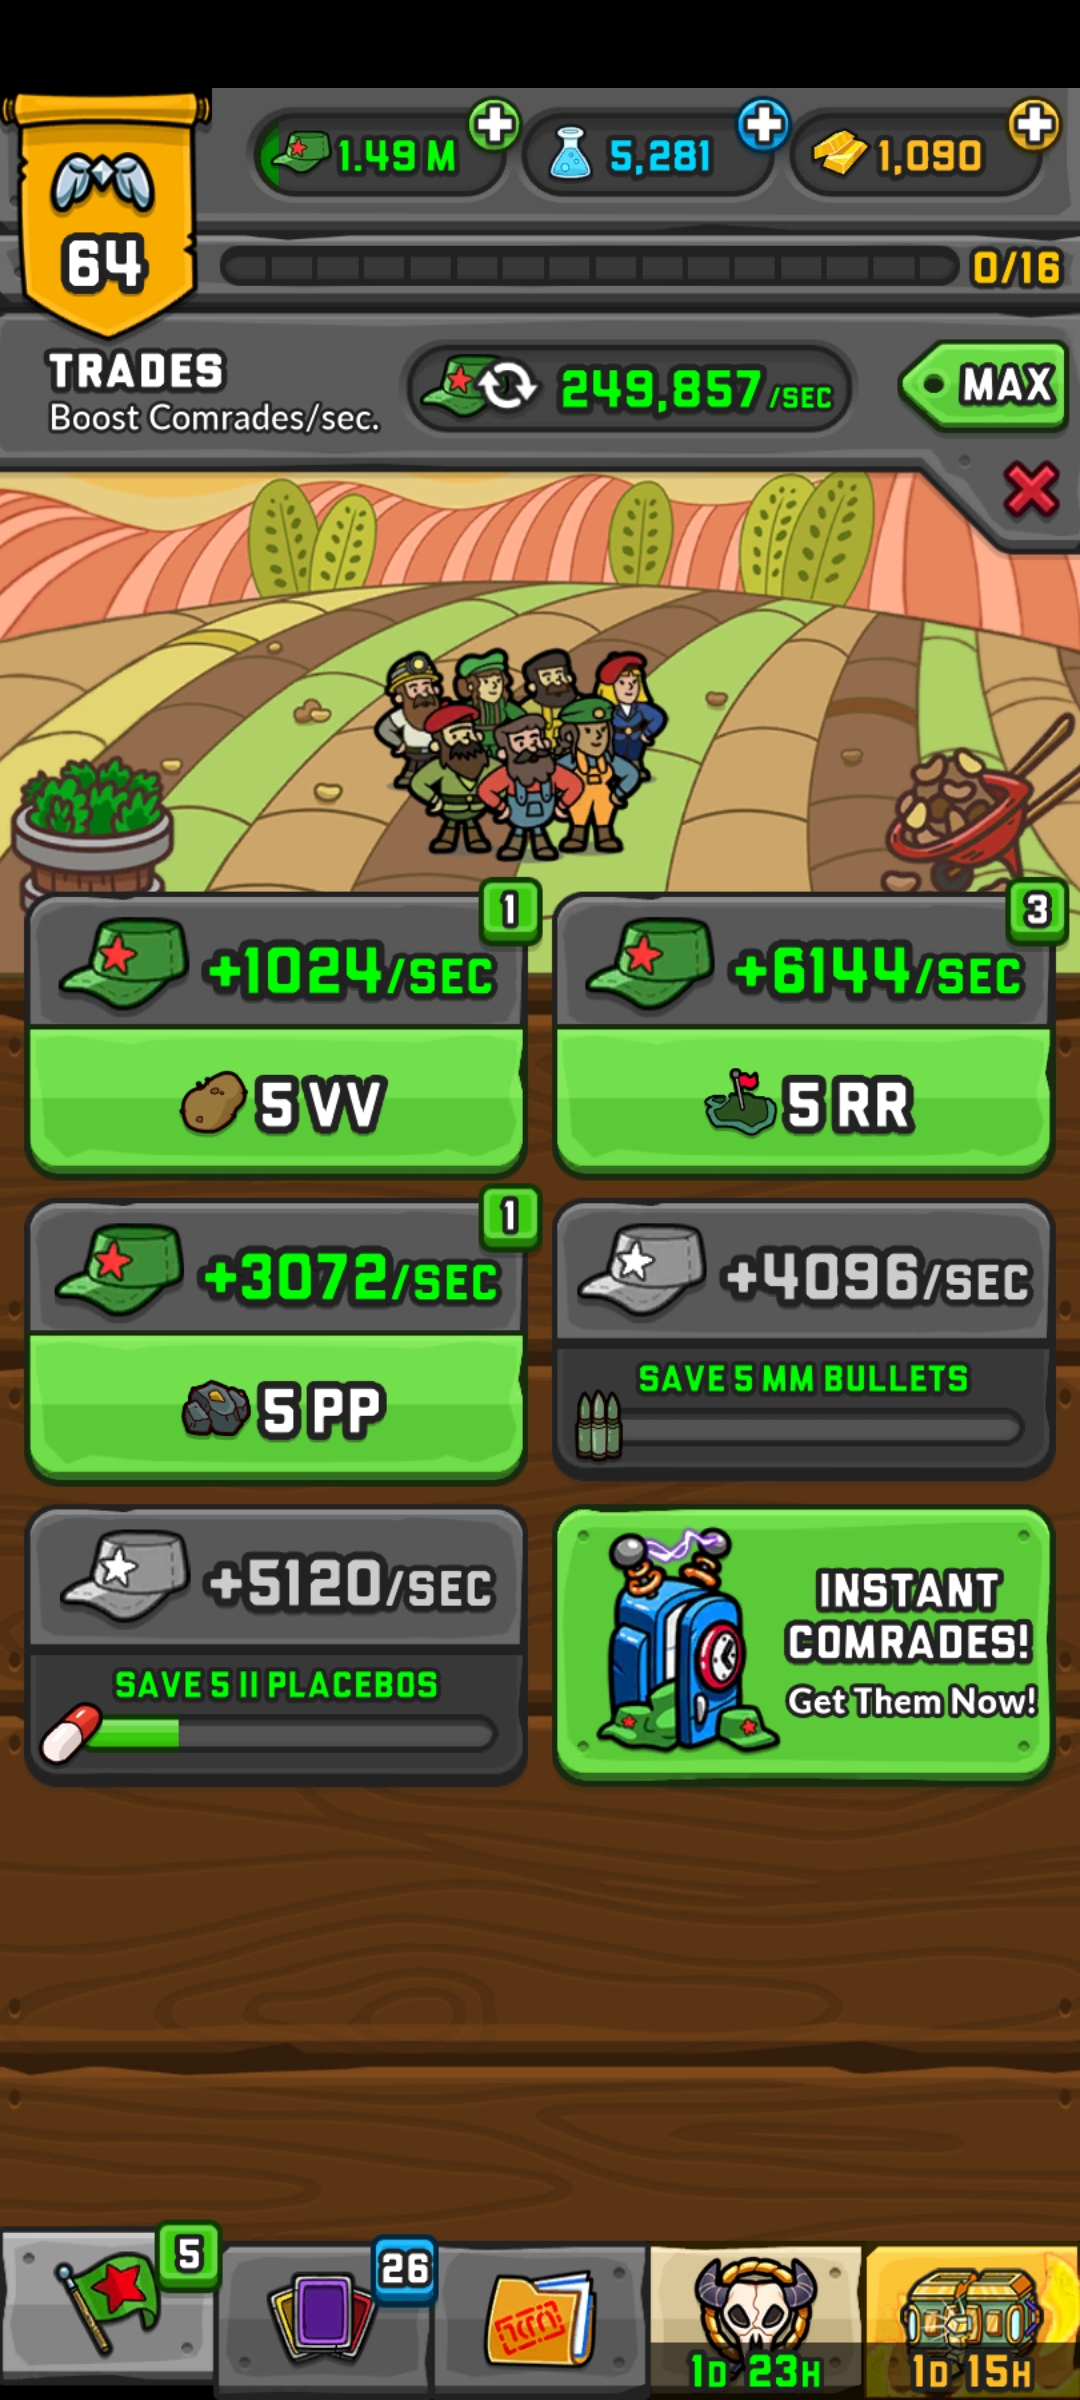 1.49 M
5,281
1,090
64
0/16
TRADES
Boost Comrades/sec.
249,857/SEC
MAX
1
+1024/SEC
5 VV
3
+6144/SEC
5 RR
1
+3072/SEC
5 PP
+4096/SEC
SAVE 5 MM BULLETS
+5120/SEC
SAVE 5 II PLACEBOS
INSTANT
COMRADES!
Get Them Now!
5
26
1D 23H
1D 15H